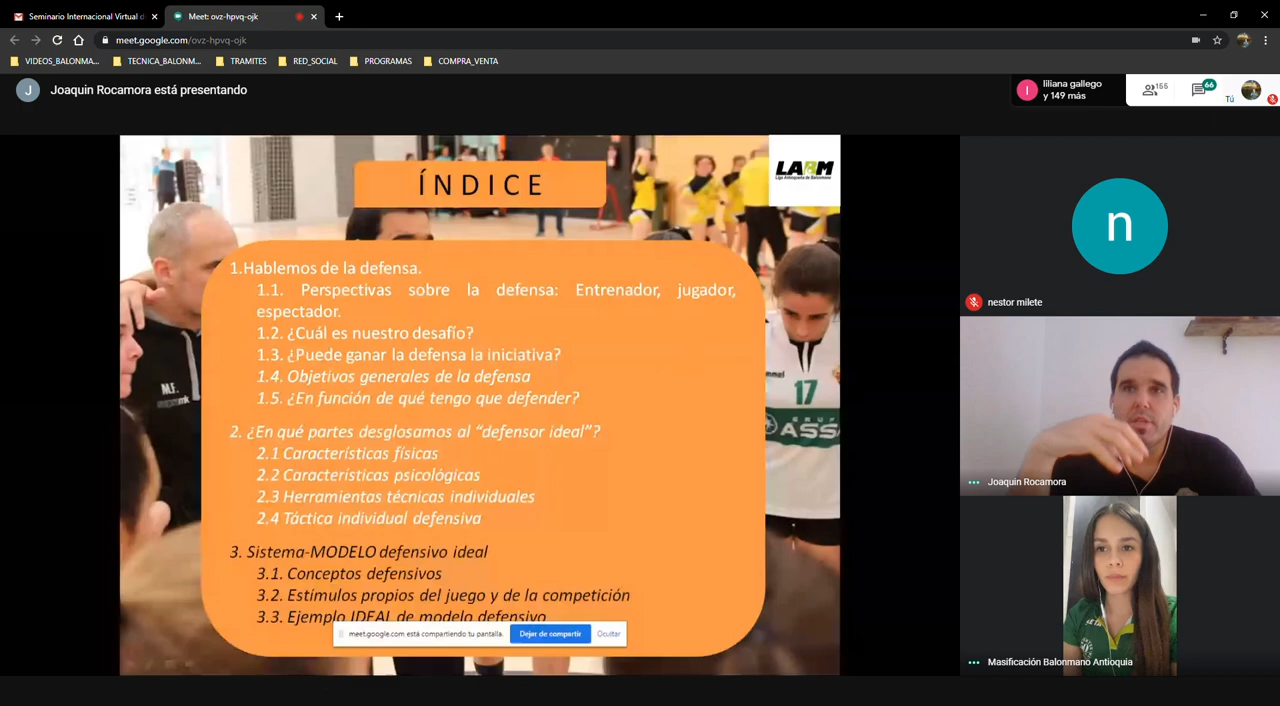 Seminario Internacional Virtual d
Meet: ovz-hpvq-ojk
meet.google.com/ovz-hpvq-ojk
VIDEOS_BALONMA...
TECNICA_BALONM...
TRAMITES
RED_SOCIAL
PROGRAMAS
COMPRA_VENTA
J
Joaquin Rocamora está presentando
l
liliana gallego
y 149 más
155
66
Tú
ÍNDICE
LABM
Liga Antioqueña de Balonmano
1.Hablemos de la defensa.
1.1. Perspectivas sobre la defensa: Entrenador, jugador,
espectador.
1.2. ¿Cuál es nuestro desafío?
1.3. ¿Puede ganar la defensa la iniciativa?
1.4. Objetivos generales de la defensa
1.5. ¿En función de qué tengo que defender?
2. ¿En qué partes desglosamos al “defensor ideal”?
2.1 Características físicas
2.2 Características psicológicas
2.3 Herramientas técnicas individuales
2.4 Táctica individual defensiva
3. Sistema-MODELO defensivo ideal
3.1. Conceptos defensivos
3.2. Estímulos propios del juego y de la competición
3.3. Ejemplo IDEAL de modelo defensivo
meet.google.com está compartiendo tu pantalla.
Dejar de compartir
Ocultar
M.F.
17
ASS
n
nestor milete
Joaquin Rocamora
Masificación Balonmano Antioquia